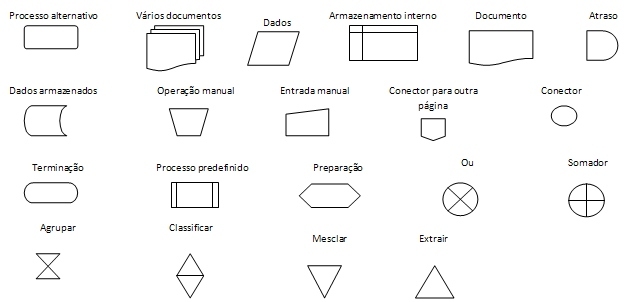 Processo alternativo
Vários documentos
Dados
Armazenamento interno
Documento
Atraso
Dados armazenados
Operação manual
Entrada manual
Conector para outra
página
Conector
Terminação
Processo predefinido
Preparação
Ou
Somador
Agrupar
Classificar
Mesclar
Extrair